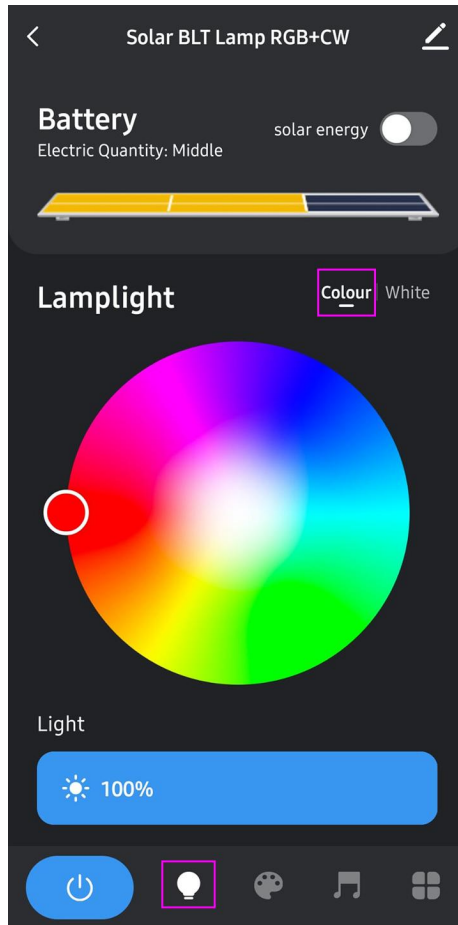 Solar BLT Lamp RGB+CW
Battery
solar energy
Electric Quantity: Middle
Lamplight
Colour | White
Light
100%